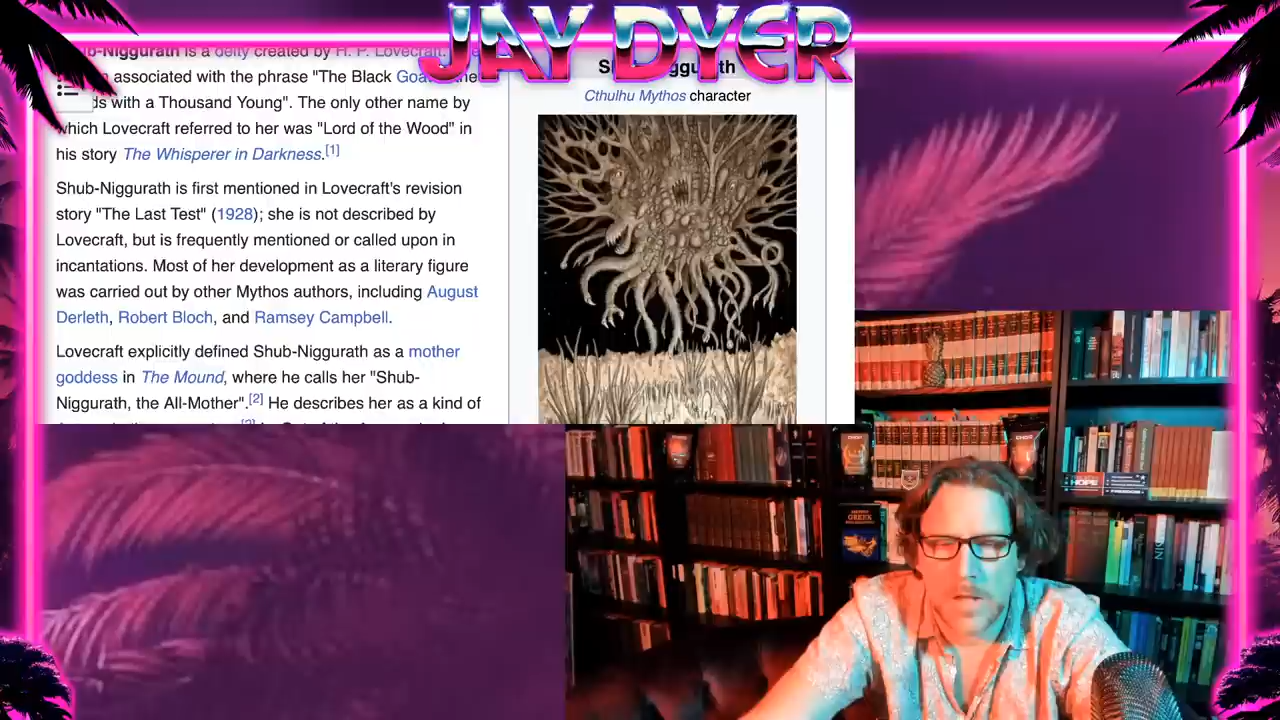 JAY DYER
b-Niggurath is a deity created by H. P. Lovecraft.
associated with the phrase "The Black Goa
ds with a Thousand Young". The only other name by
which Lovecraft referred to her was "Lord of the Wood" in
his story The Whisperer in Darkness.[1]
Shub-Niggurath is first mentioned in Lovecraft's revision
story "The Last Test" (1928); she is not described by
Lovecraft, but is frequently mentioned or called upon in
incantations. Most of her development as a literary figure
was carried out by other Mythos authors, including August
Derleth, Robert Bloch, and Ramsey Campbell.
Lovecraft explicitly defined Shub-Niggurath as a mother
goddess in The Mound, where he calls her "Shub-
Niggurath, the All-Mother".[2] He describes her as a kind of
Cthulhu Mythos character
HOPE
GREEK